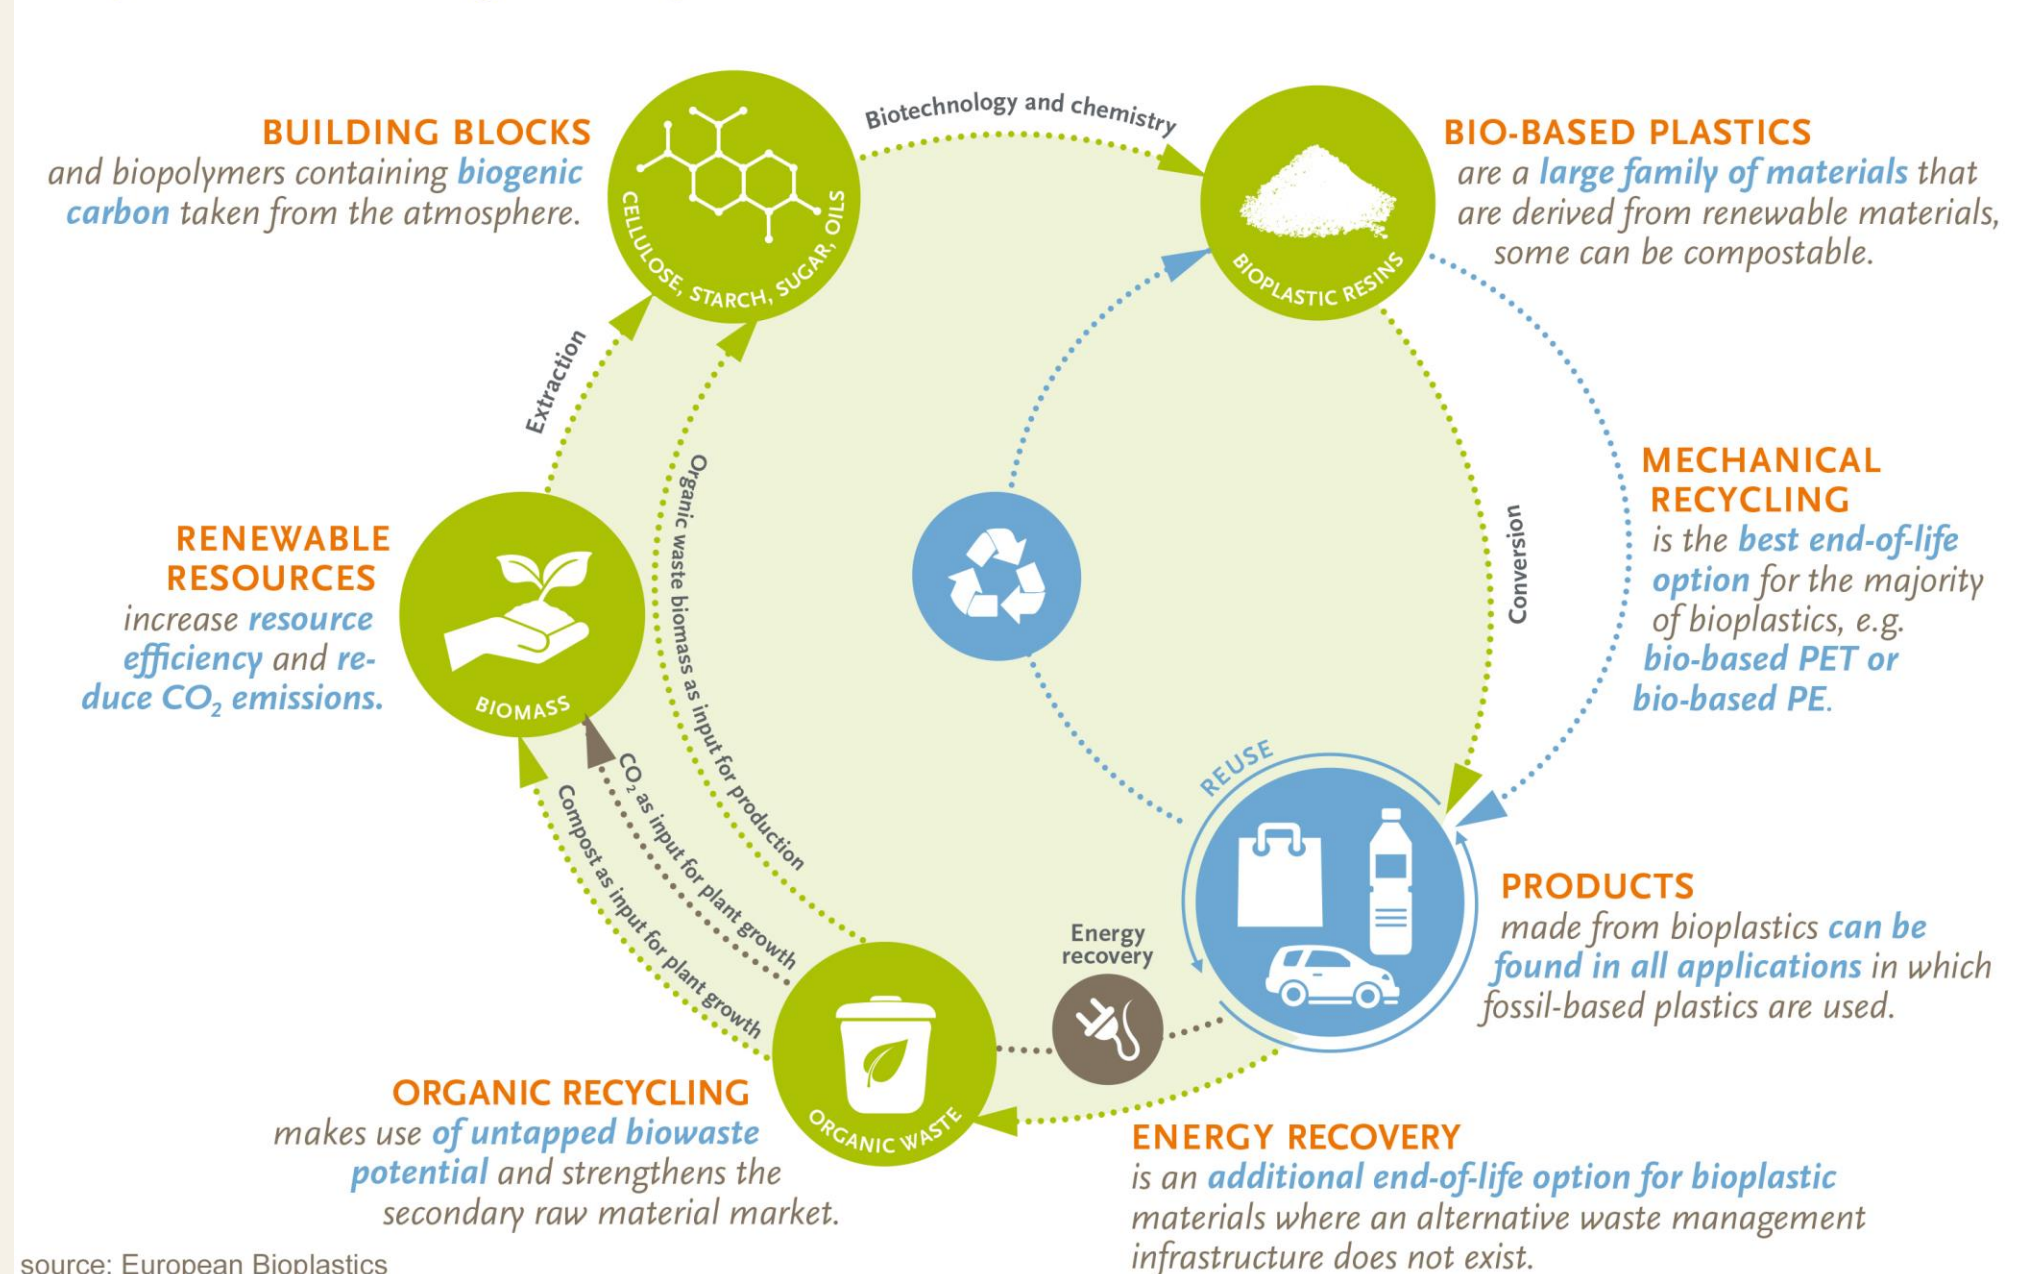 BUILDING BLOCKS
and biopolymers containing biogenic
carbon taken from the atmosphere.
CELLULOSE, STARCH, SUGAR, OILS
Biotechnology and chemistry
BIOPLASTIC RESINS
BIO-BASED PLASTICS
are a large family of materials that
are derived from renewable materials,
some can be compostable.
Extraction
Organic waste biomass as input for production
Conversion
MECHANICAL
RECYCLING
is the best end-of-life
option for the majority
of bioplastics, e.g.
bio-based PET or
bio-based PE.
RENEWABLE
RESOURCES
increase resource
efficiency and re-
duce CO₂ emissions.
BIOMASS
CO₂ as input for plant growth
Compost as input for plant growth
REUSE
PRODUCTS
made from bioplastics can be
found in all applications in which
fossil-based plastics are used.
Energy
recovery
ORGANIC WASTE
ORGANIC RECYCLING
makes use of untapped biowaste
potential and strengthens the
secondary raw material market.
ENERGY RECOVERY
is an additional end-of-life option for bioplastic
materials where an alternative waste management
infrastructure does not exist.
source: European Bioplastics